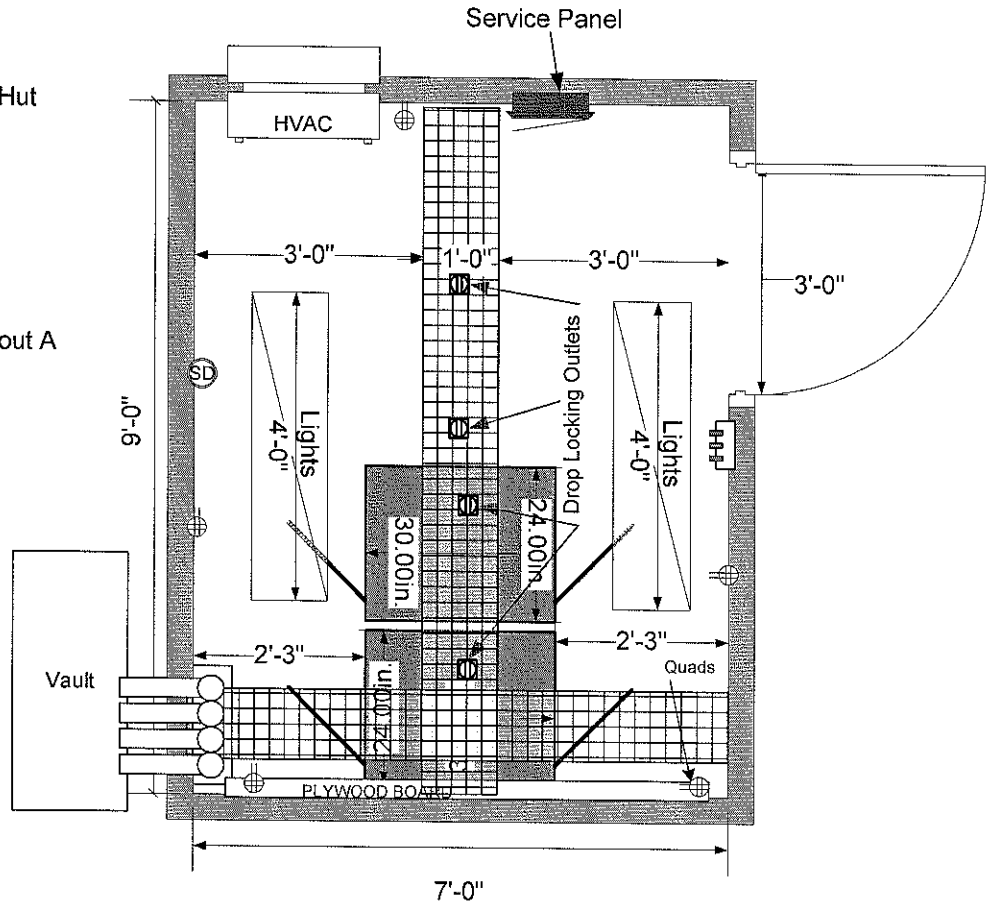 Service Panel
Hut
HVAC
3'-0" 1'-0" 3'-0"
3'-0"
out A
SD
Drop Locking Outlets
Lights
4'-0"
Lights
4'-0"
9'-0"
24.00in.
30.00in.
2'-3"
2'-3"
Quads
Vault
24.00in.
3
PLYWOOD BOARD
7'-0"